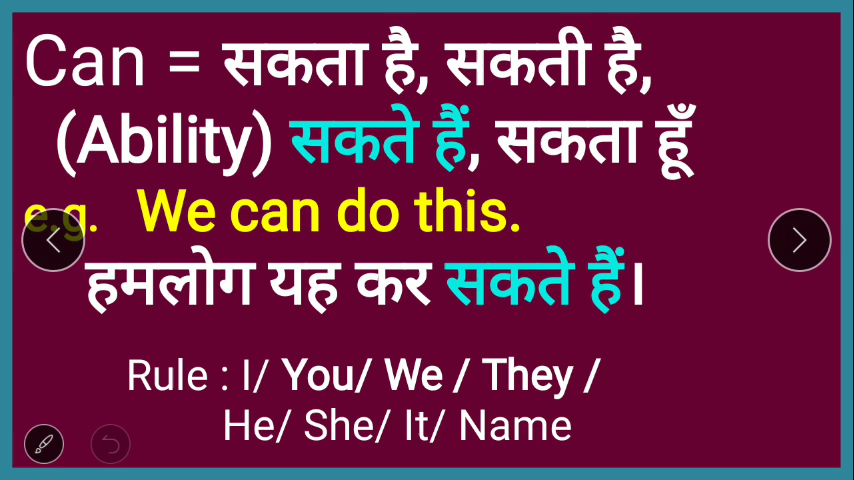 Can = सकता है, सकती है,
(Ability) सकते हैं, सकता हूँ
e.g. We can do this.
हमलोग यह कर सकते हैं।
Rule : I/ You/ We / They /
He/ She/ It/ Name